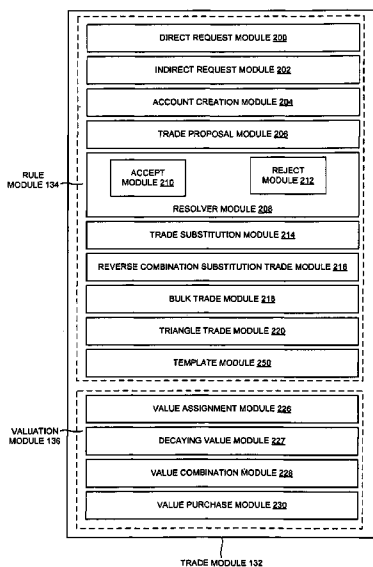 DIRECT REQUEST MODULE 200
INDIRECT REQUEST MODULE 202
ACCOUNT CREATION MODULE 204
TRADE PROPOSAL MODULE 206
RULE
MODULE 134
ACCEPT
MODULE 210
REJECT
MODULE 212
RESOLVER MODULE 208
TRADE SUBSTITUTION MODULE 214
REVERSE COMBINATION SUBSTITUTION TRADE MODULE 216
BULK TRADE MODULE 218
TRIANGLE TRADE MODULE 220
TEMPLATE MODULE 250
VALUATION
MODULE 136
VALUE ASSIGNMENT MODULE 226
DECAYING VALUE MODULE 227
VALUE COMBINATION MODULE 228
VALUE PURCHASE MODULE 230
TRADE MODULE 132